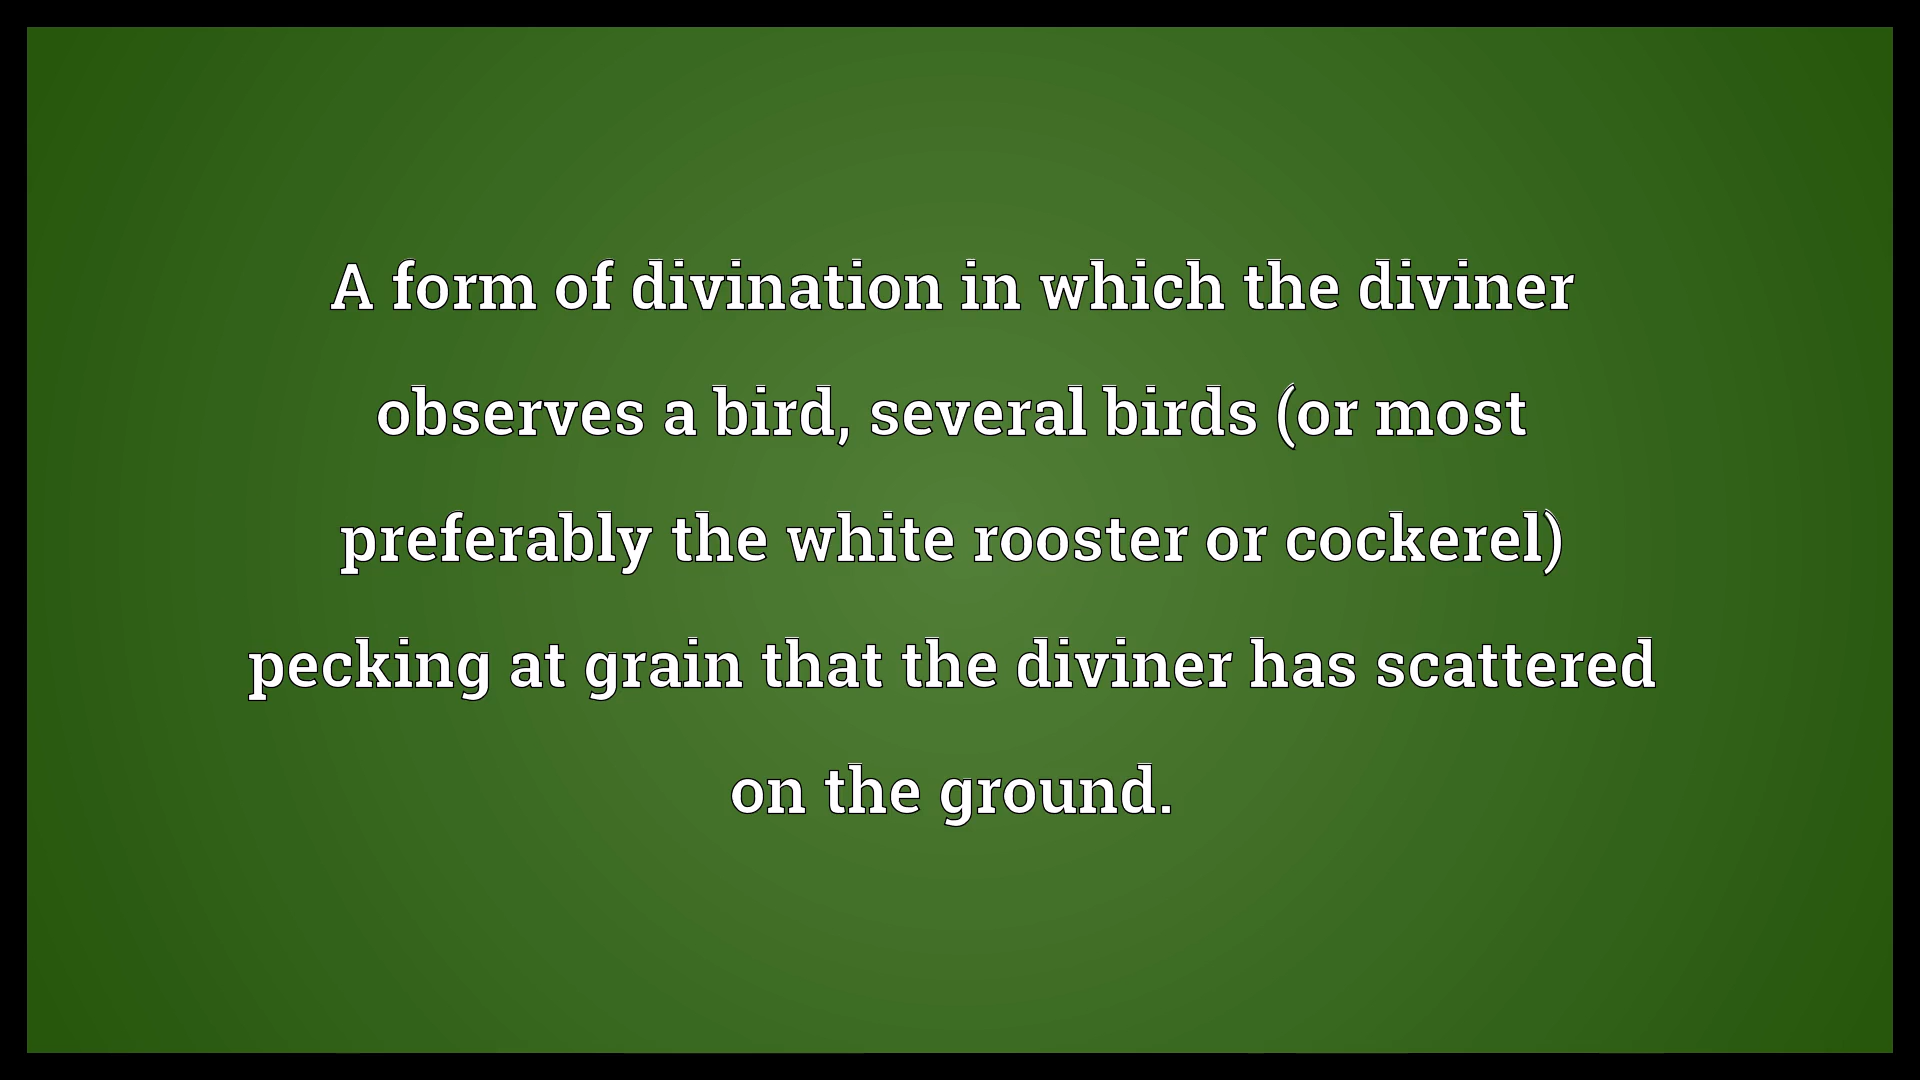 A form of divination in which the diviner
observes a bird, several birds (or most
preferably the white rooster or cockerel)
pecking at grain that the diviner has scattered
on the ground.